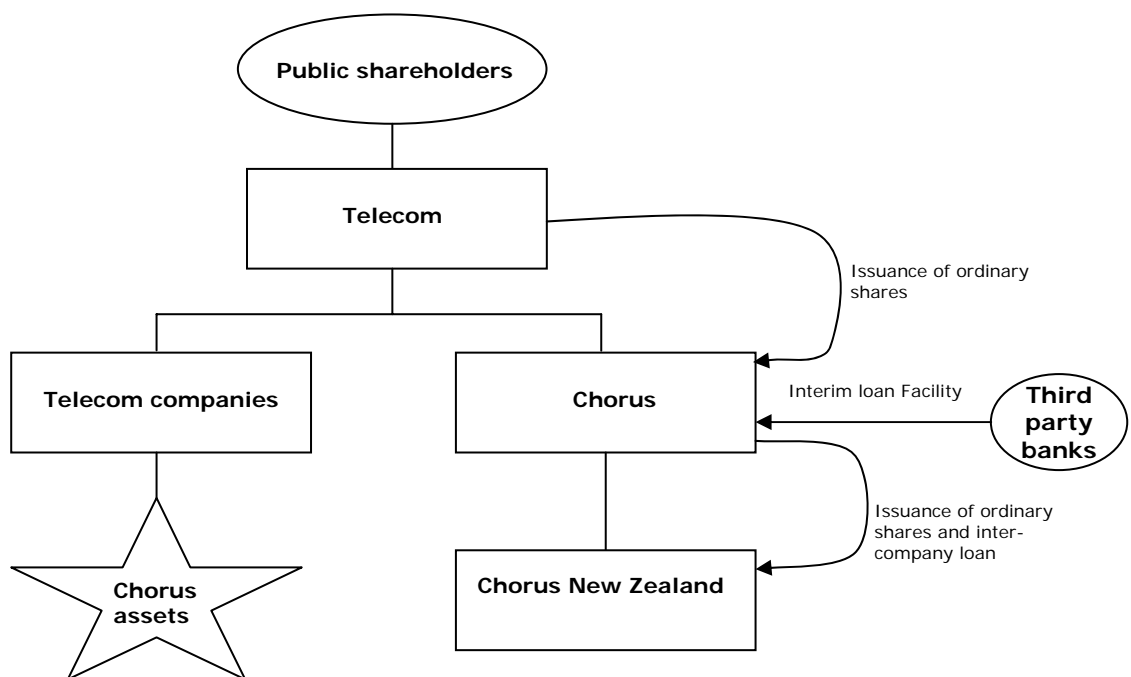 Public shareholders
Telecom
Issuance of ordinary
shares
Telecom companies
Chorus
Interim loan Facility
Third
party
banks
Issuance of ordinary
shares and inter-
company loan
Chorus
assets
Chorus New Zealand